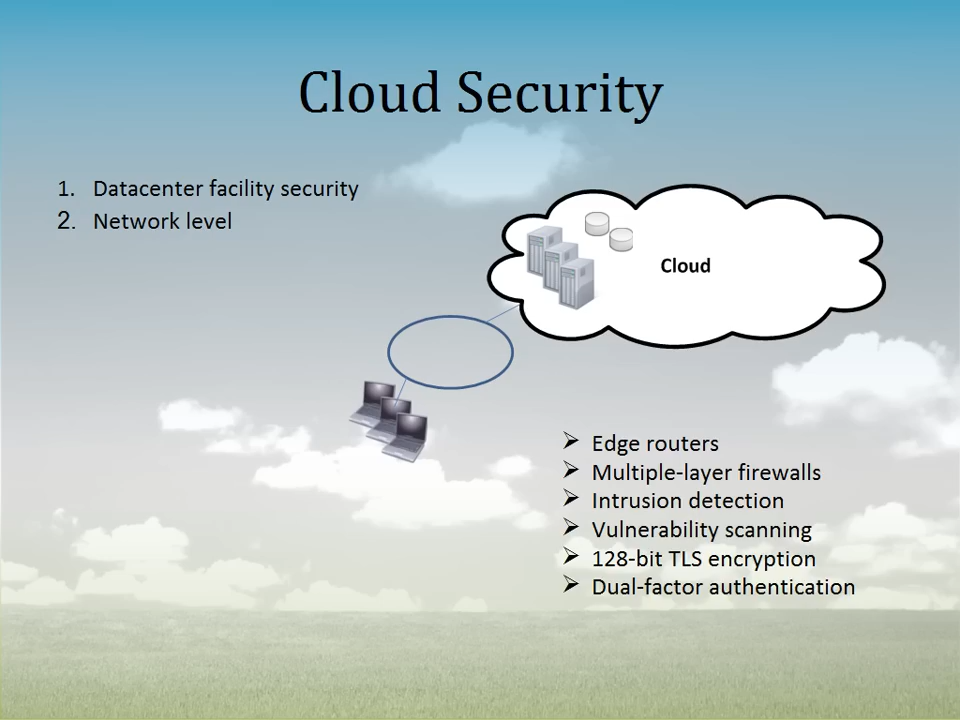 Cloud Security
1. Datacenter facility security
2. Network level
Cloud
➢ Edge routers
➢ Multiple-layer firewalls
➢ Intrusion detection
➢ Vulnerability scanning
➢ 128-bit TLS encryption
➢ Dual-factor authentication